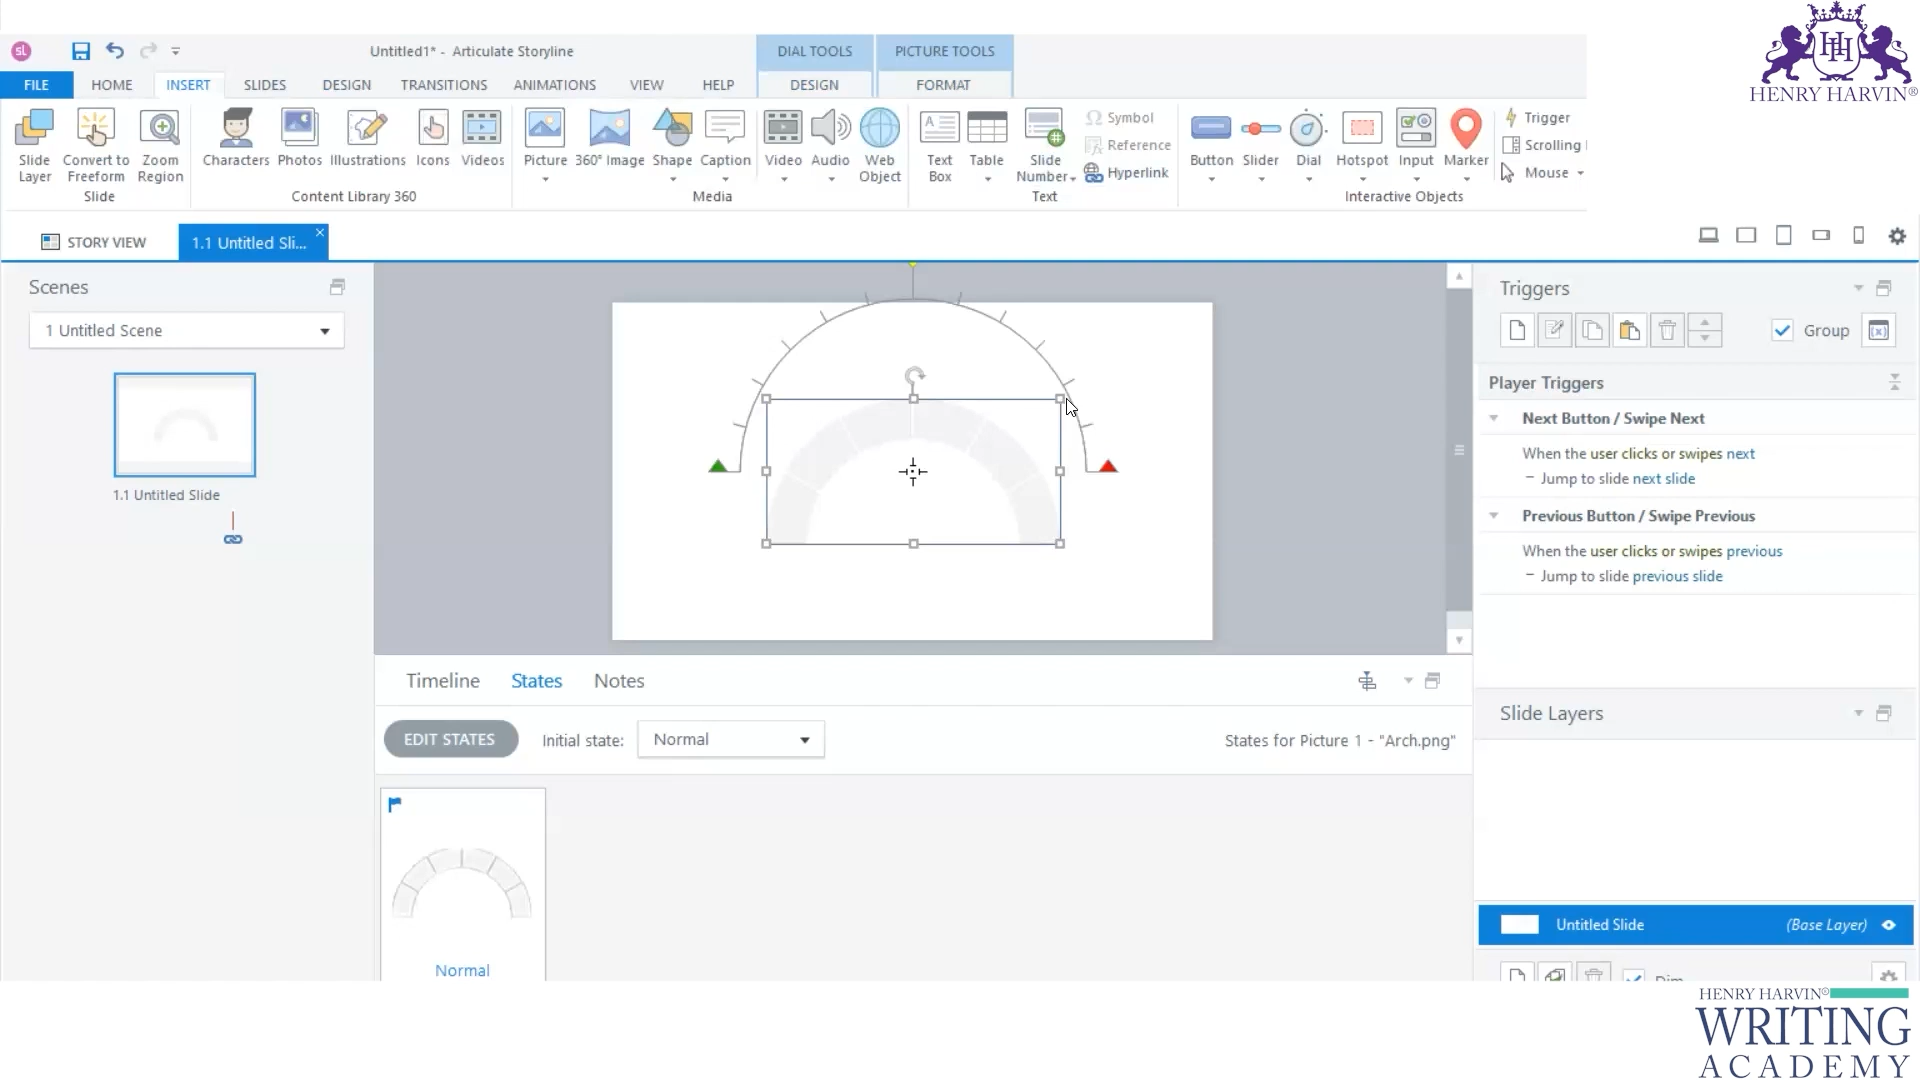 HENRY HARVIN®
sl
Untitled1* - Articulate Storyline
DIAL TOOLS
PICTURE TOOLS
FILE
HOME
INSERT
SLIDES
DESIGN
TRANSITIONS
ANIMATIONS
VIEW
HELP
DESIGN
FORMAT
Slide Layer
Convert to Freeform
Zoom Region
Slide
Characters
Photos
Illustrations
Icons
Videos
Content Library 360
Picture
360° Image
Shape
Caption
Video
Audio
Web Object
Media
Text Box
Table
Slide Number
Symbol
Reference
Hyperlink
Text
Button
Slider
Dial
Hotspot
Input
Marker
Interactive Objects
Trigger
Scrolling
Mouse
STORY VIEW
1.1 Untitled Sli...
Scenes
1 Untitled Scene
1.1 Untitled Slide
Triggers
Group
Player Triggers
Next Button / Swipe Next
When the user clicks or swipes next
– Jump to slide next slide
Previous Button / Swipe Previous
When the user clicks or swipes previous
– Jump to slide previous slide
Timeline
States
Notes
EDIT STATES
Initial state:
Normal
States for Picture 1 - "Arch.png"
Normal
Slide Layers
Untitled Slide
(Base Layer)
HENRY HARVIN®
WRITING
ACADEMY